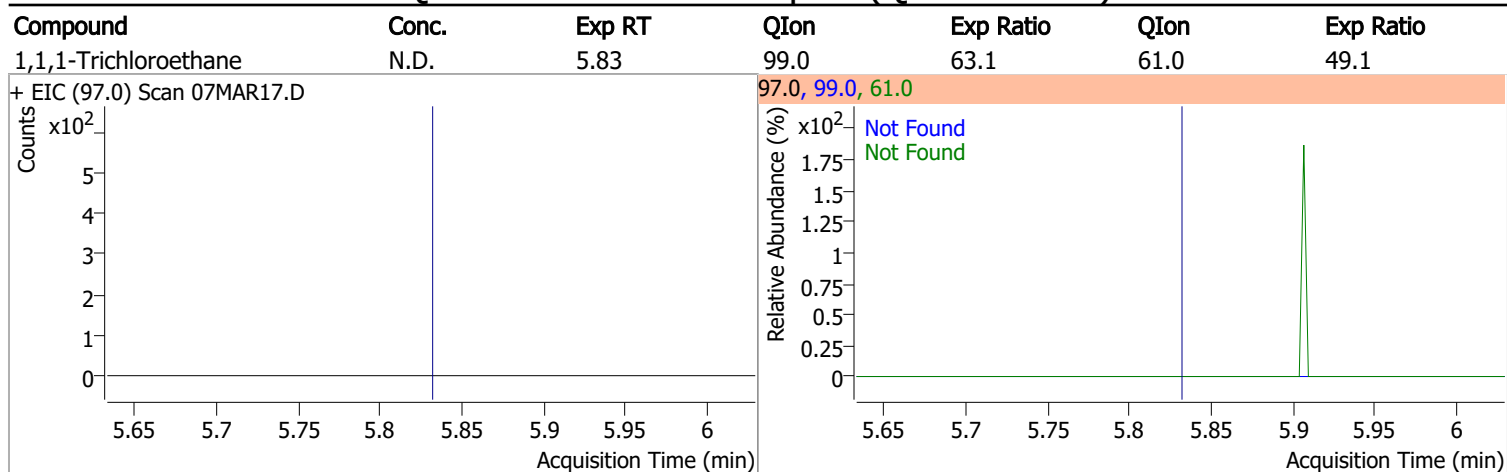 Compound Conc. Exp RT QIon Exp Ratio QIon Exp Ratio
1,1,1-Trichloroethane N.D. 5.83 99.0 63.1 61.0 49.1
+ EIC (97.0) Scan 07MAR17.D
Counts
x10²
5
4
3
2
1
0
5.65 5.7 5.75 5.8 5.85 5.9 5.95 6
Acquisition Time (min)
97.0, 99.0, 61.0
Relative Abundance (%)
x10²
Not Found
Not Found
1.75
1.5
1.25
1
0.75
0.5
0.25
0
5.65 5.7 5.75 5.8 5.85 5.9 5.95 6
Acquisition Time (min)